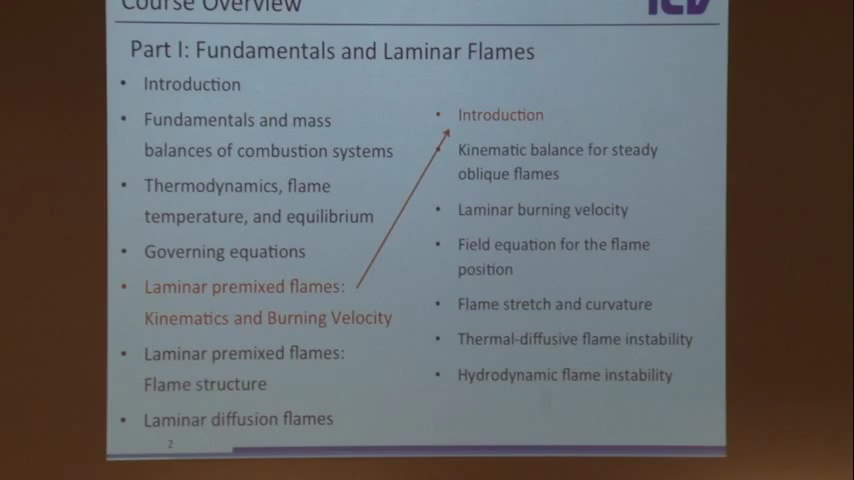 Course Overview
Part I: Fundamentals and Laminar Flames
• Introduction
• Fundamentals and mass
balances of combustion systems
• Thermodynamics, flame
temperature, and equilibrium
• Governing equations
• Laminar premixed flames:
Kinematics and Burning Velocity
• Laminar premixed flames:
Flame structure
• Laminar diffusion flames
• Introduction
• Kinematic balance for steady
oblique flames
• Laminar burning velocity
• Field equation for the flame
position
• Flame stretch and curvature
• Thermal-diffusive flame instability
• Hydrodynamic flame instability
2